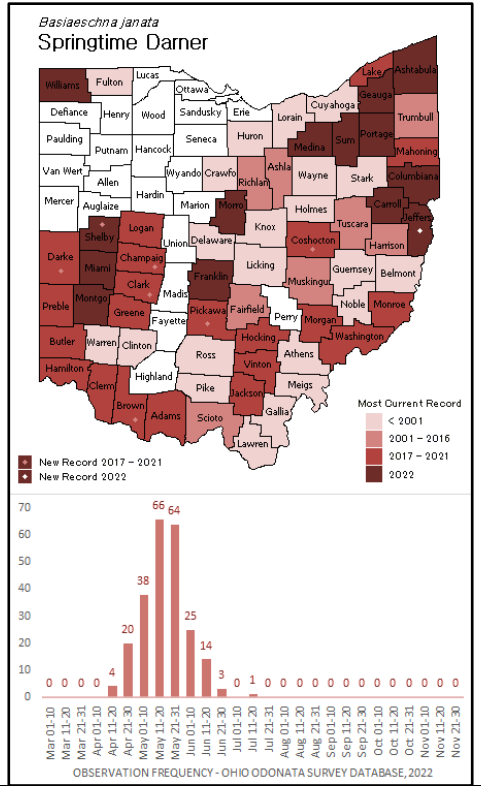 Basiaeschna janata
Springtime Darner
Williams Fulton Lucas Ottawa Lake Ashtabula
Defiance Henry Wood Sandusky Erie Lorain Cuyahoga Geauga Trumbull
Paulding Putnam Hancock Seneca Huron Medina Sum Portage Mahoning
Van Wert Allen Wyando Crawfo Richlan Ashla Wayne Stark Columbiana
Mercer Auglaize Hardin Marion Morro Holmes Carroll Jeffers
Shelby Logan Union Delaware Knox Coshocton Tuscara Harrison
Darke Miami Champaig Licking Muskingu Guernsey Belmont
Preble Montgo Clark Madis Franklin Fairfield Perry Noble Monroe
Greene Fayette Pickawa Morgan Washington
Butler Warren Clinton Ross Hocking Athens
Hamilton Clerm Highland Pike Vinton Meigs
Brown Adams Scioto Jackson Gallia
Lawren
Most Current Record
< 2001
2001 – 2016
2017 – 2021
2022
New Record 2017 – 2021
New Record 2022
70
60
50
40
30
20
10
0
0 0 0 0 4 20 38 66 64 25 14 3 0 1 0 0 0 0 0 0 0 0 0 0 0 0 0
Mar 01-10
Mar 11-20
Mar 21-31
Apr 01-10
Apr 11-20
Apr 21-30
May 01-10
May 11-20
May 21-31
Jun 01-10
Jun 11-20
Jun 21-30
Jul 01-10
Jul 11-20
Jul 21-31
Aug 01-10
Aug 11-20
Aug 21-31
Sep 01-10
Sep 11-20
Sep 21-30
Oct 01-10
Oct 11-20
Oct 21-31
Nov 01-10
Nov 11-20
Nov 21-30
OBSERVATION FREQUENCY - OHIO ODONATA SURVEY DATABASE, 2022